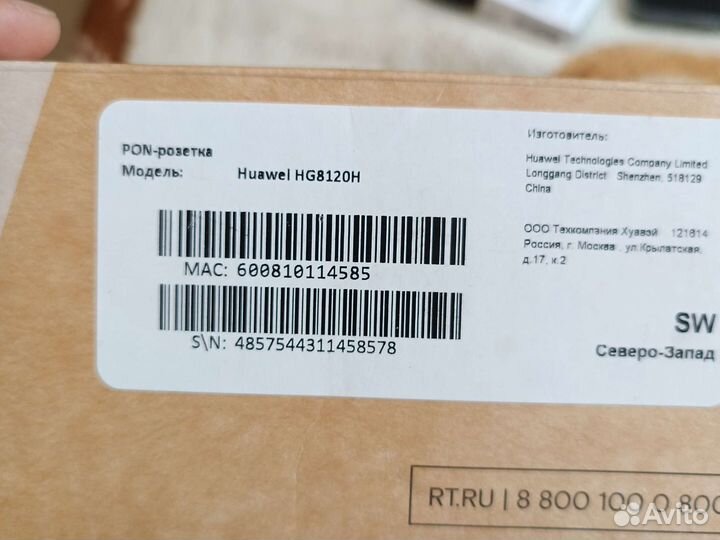 PON-розетка
Модель: Huawei HG8120H
MAC: 600810114585
S\N: 4857544311458578
Изготовитель:
Huawei Technologies Company Limited
Longgang District Shenzhen, 518129
China
ООО Техкомпания Хуавэй 121614
Россия, г. Москва, ул.Крылатская,
д.17, к.2
SW
Северо-Запад
RT.RU | 8 800 100 0 800
Avito